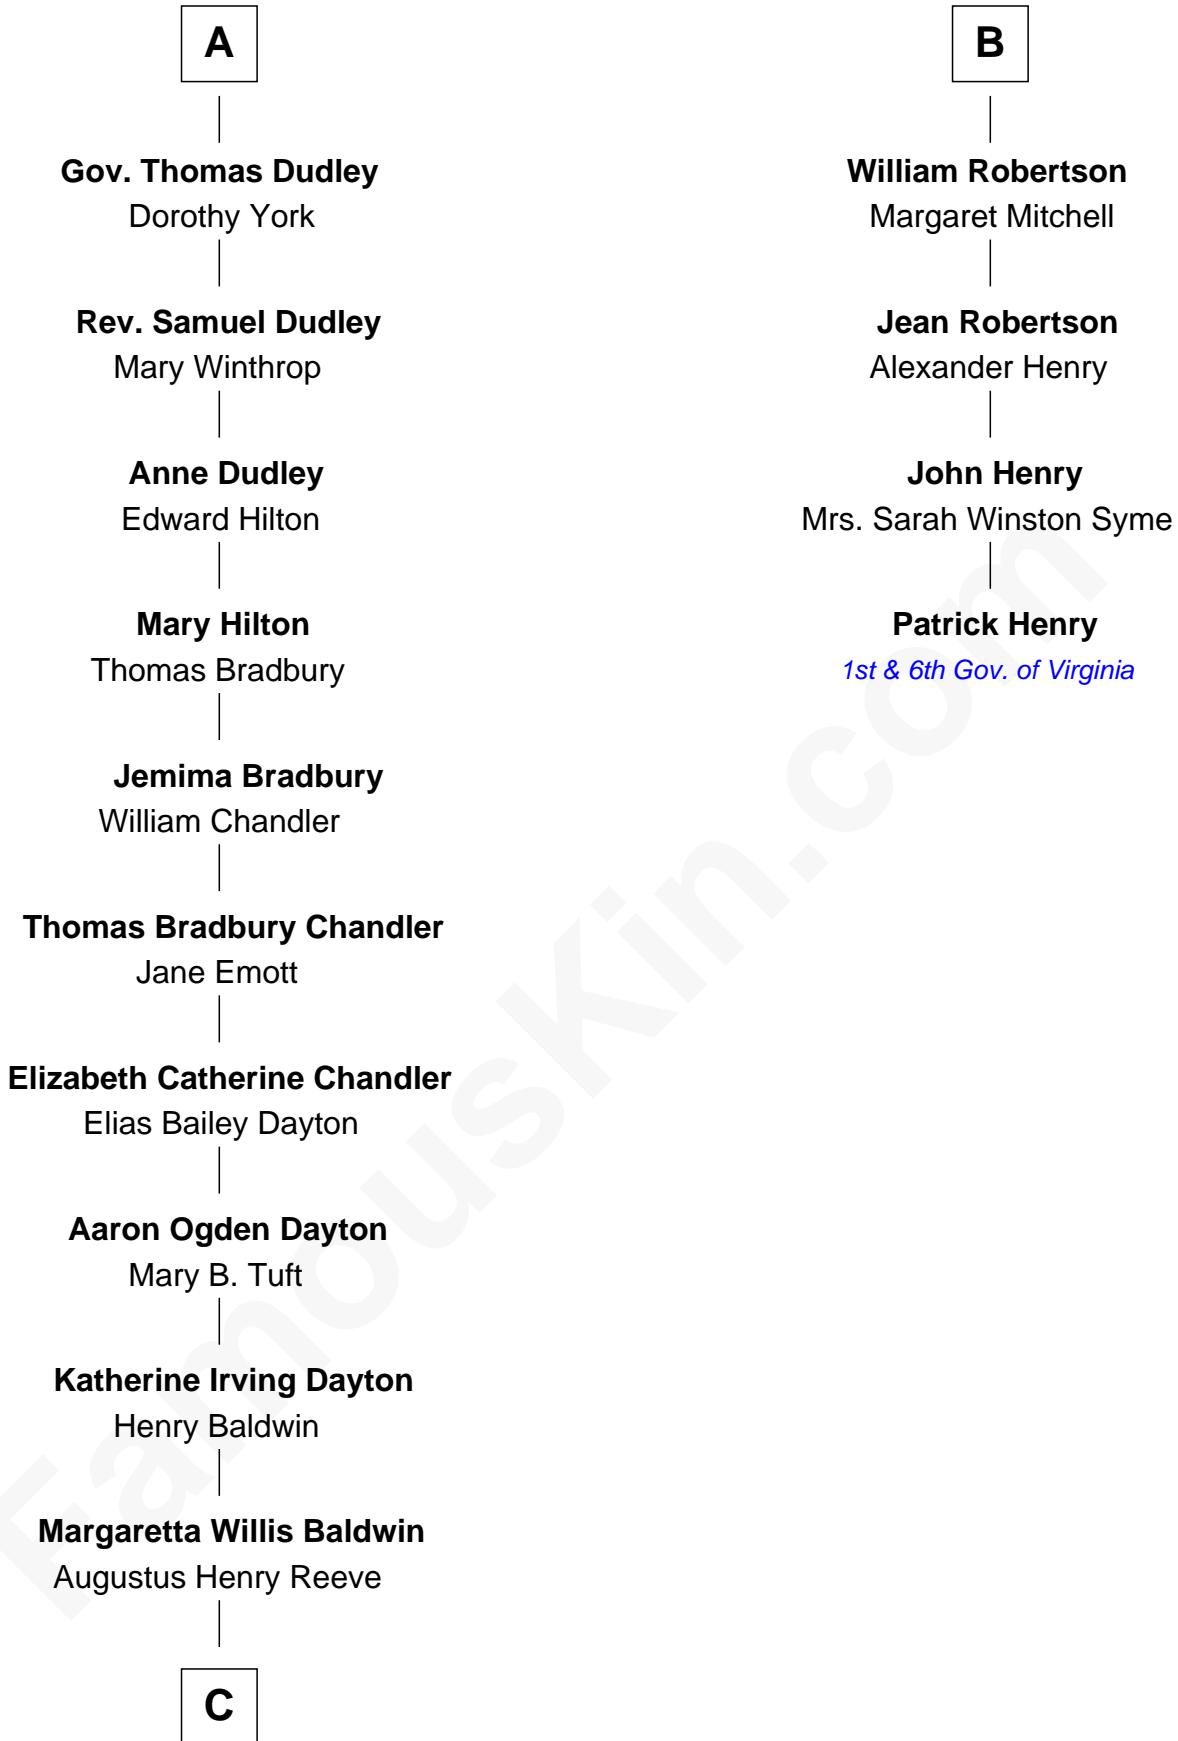 A
Gov. Thomas Dudley
Dorothy York
Rev. Samuel Dudley
Mary Winthrop
Anne Dudley
Edward Hilton
Mary Hilton
Thomas Bradbury
Jemima Bradbury
William Chandler
Thomas Bradbury Chandler
Jane Emott
Elizabeth Catherine Chandler
Elias Bailey Dayton
Aaron Ogden Dayton
Mary B. Tuft
Katherine Irving Dayton
Henry Baldwin
Margaretta Willis Baldwin
Augustus Henry Reeve
C
B
William Robertson
Margaret Mitchell
Jean Robertson
Alexander Henry
John Henry
Mrs. Sarah Winston Syme
Patrick Henry
1st & 6th Gov. of Virginia
FamousKin.com